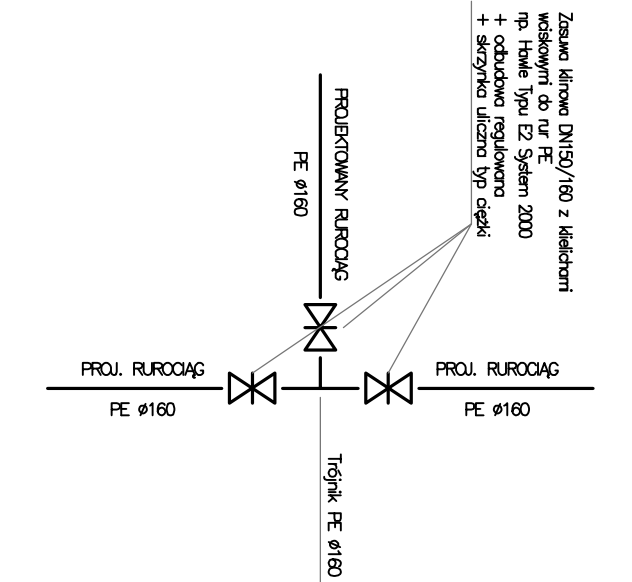 Zasuwa klinowa DN150/160 z kielichami
wciskowymi do rur PE
np. Hawle Typu E2 System 2000
+ odbudowa regulowana
+ skrzynka uliczna typ ciężki
PROJEKTOWANY RUROCIĄG
PE ø160
PROJ. RUROCIĄG
PE ø160
PROJ. RUROCIĄG
PE ø160
Trójnik PE ø160